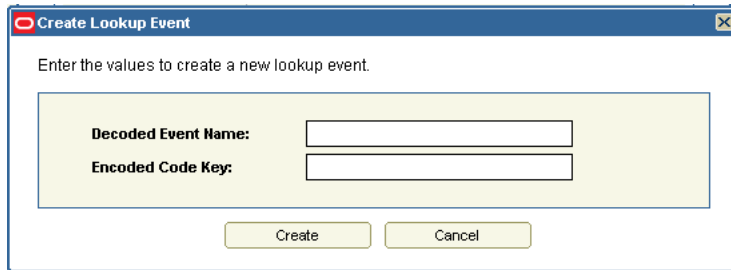 Create Lookup Event
Enter the values to create a new lookup event.
Decoded Event Name:
Encoded Code Key:
Create Cancel